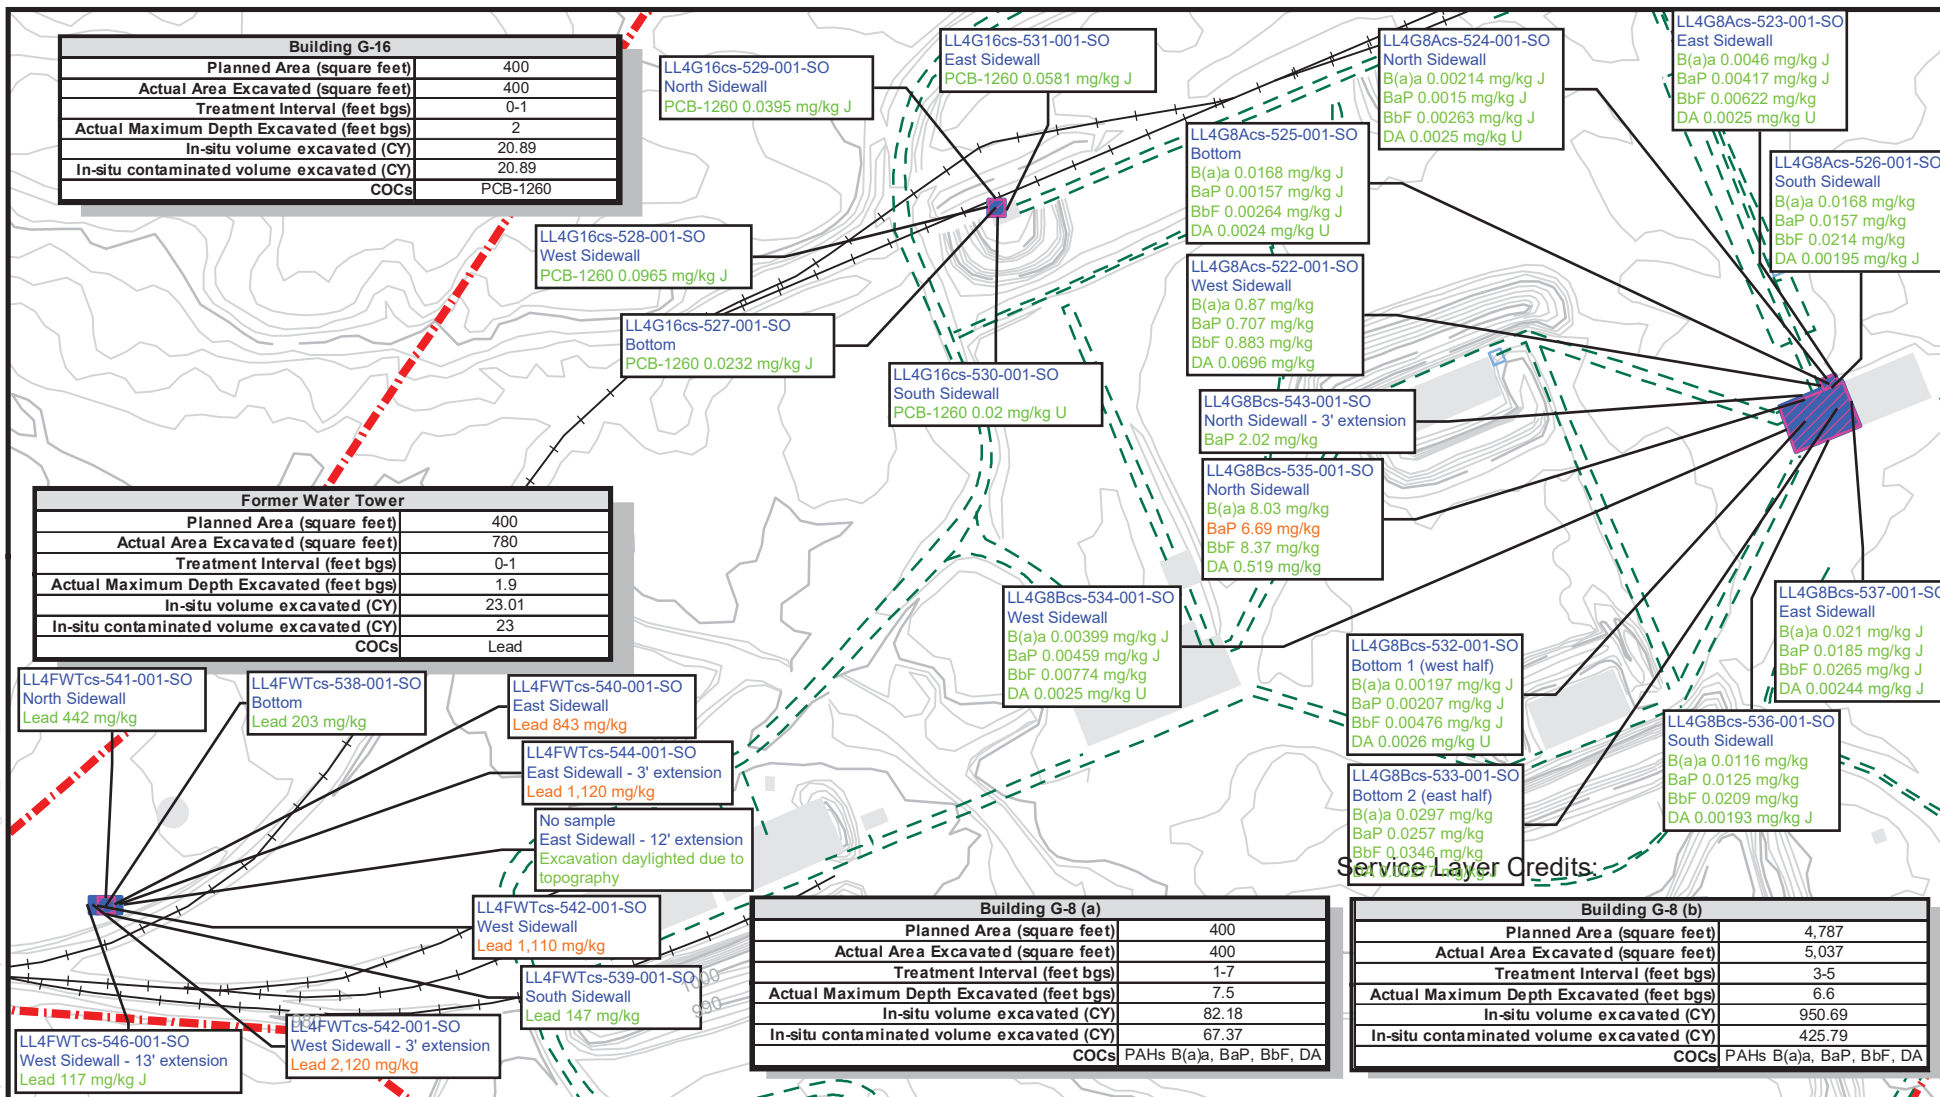 Building G-16
Planned Area (square feet) 400
Actual Area Excavated (square feet) 400
Treatment Interval (feet bgs) 0-1
Actual Maximum Depth Excavated (feet bgs) 2
In-situ volume excavated (CY) 20.89
In-situ contaminated volume excavated (CY) 20.89
COCs PCB-1260
LL4G16cs-529-001-SO
North Sidewall
PCB-1260 0.0395 mg/kg J
LL4G16cs-531-001-SO
East Sidewall
PCB-1260 0.0581 mg/kg J
LL4G8Acs-524-001-SO
North Sidewall
B(a)a 0.00214 mg/kg J
BaP 0.0015 mg/kg J
BbF 0.00263 mg/kg J
DA 0.0025 mg/kg U
LL4G8Acs-523-001-SO
East Sidewall
B(a)a 0.0046 mg/kg J
BaP 0.00417 mg/kg J
BbF 0.00622 mg/kg
DA 0.0025 mg/kg U
LL4G8Acs-525-001-SO
Bottom
B(a)a 0.0168 mg/kg J
BaP 0.00157 mg/kg J
BbF 0.00264 mg/kg J
DA 0.0024 mg/kg U
LL4G8Acs-526-001-SO
South Sidewall
B(a)a 0.0168 mg/kg
BaP 0.0157 mg/kg
BbF 0.0214 mg/kg
DA 0.00195 mg/kg J
LL4G16cs-528-001-SO
West Sidewall
PCB-1260 0.0965 mg/kg J
LL4G8Acs-522-001-SO
West Sidewall
B(a)a 0.87 mg/kg
BaP 0.707 mg/kg
BbF 0.883 mg/kg
DA 0.0696 mg/kg
LL4G16cs-527-001-SO
Bottom
PCB-1260 0.0232 mg/kg J
LL4G16cs-530-001-SO
South Sidewall
PCB-1260 0.02 mg/kg U
LL4G8Bcs-543-001-SO
North Sidewall - 3' extension
BaP 2.02 mg/kg
LL4G8Bcs-535-001-SO
North Sidewall
B(a)a 8.03 mg/kg
BaP 6.69 mg/kg
BbF 8.37 mg/kg
DA 0.519 mg/kg
Former Water Tower
Planned Area (square feet) 400
Actual Area Excavated (square feet) 780
Treatment Interval (feet bgs) 0-1
Actual Maximum Depth Excavated (feet bgs) 1.9
In-situ volume excavated (CY) 23.01
In-situ contaminated volume excavated (CY) 23
COCs Lead
LL4G8Bcs-534-001-SO
West Sidewall
B(a)a 0.00399 mg/kg J
BaP 0.00459 mg/kg J
BbF 0.00774 mg/kg
DA 0.0025 mg/kg U
LL4G8Bcs-537-001-SO
East Sidewall
B(a)a 0.021 mg/kg J
BaP 0.0185 mg/kg J
BbF 0.0265 mg/kg J
DA 0.00244 mg/kg J
LL4G8Bcs-532-001-SO
Bottom 1 (west half)
B(a)a 0.00197 mg/kg J
BaP 0.00207 mg/kg J
BbF 0.00476 mg/kg J
DA 0.0026 mg/kg U
LL4G8Bcs-536-001-SO
South Sidewall
B(a)a 0.0116 mg/kg
BaP 0.0125 mg/kg
BbF 0.0209 mg/kg
DA 0.00193 mg/kg J
LL4G8Bcs-533-001-SO
Bottom 2 (east half)
B(a)a 0.0297 mg/kg
BaP 0.0257 mg/kg
BbF 0.0346 mg/kg
Service Layer Credits:
LL4FWTcs-541-001-SO
North Sidewall
Lead 442 mg/kg
LL4FWTcs-538-001-SO
Bottom
Lead 203 mg/kg
LL4FWTcs-540-001-SO
East Sidewall
Lead 843 mg/kg
LL4FWTcs-544-001-SO
East Sidewall - 3' extension
Lead 1,120 mg/kg
No sample
East Sidewall - 12' extension
Excavation daylighted due to
topography
LL4FWTcs-542-001-SO
West Sidewall
Lead 1,110 mg/kg
LL4FWTcs-539-001-SO
South Sidewall
Lead 147 mg/kg
1000
990
980
LL4FWTcs-542-001-SO
West Sidewall - 3' extension
Lead 2,120 mg/kg
LL4FWTcs-546-001-SO
West Sidewall - 13' extension
Lead 117 mg/kg J
Building G-8 (a)
Planned Area (square feet) 400
Actual Area Excavated (square feet) 400
Treatment Interval (feet bgs) 1-7
Actual Maximum Depth Excavated (feet bgs) 7.5
In-situ volume excavated (CY) 82.18
In-situ contaminated volume excavated (CY) 67.37
COCs PAHs B(a)a, BaP, BbF, DA
Building G-8 (b)
Planned Area (square feet) 4,787
Actual Area Excavated (square feet) 5,037
Treatment Interval (feet bgs) 3-5
Actual Maximum Depth Excavated (feet bgs) 6.6
In-situ volume excavated (CY) 950.69
In-situ contaminated volume excavated (CY) 425.79
COCs PAHs B(a)a, BaP, BbF, DA